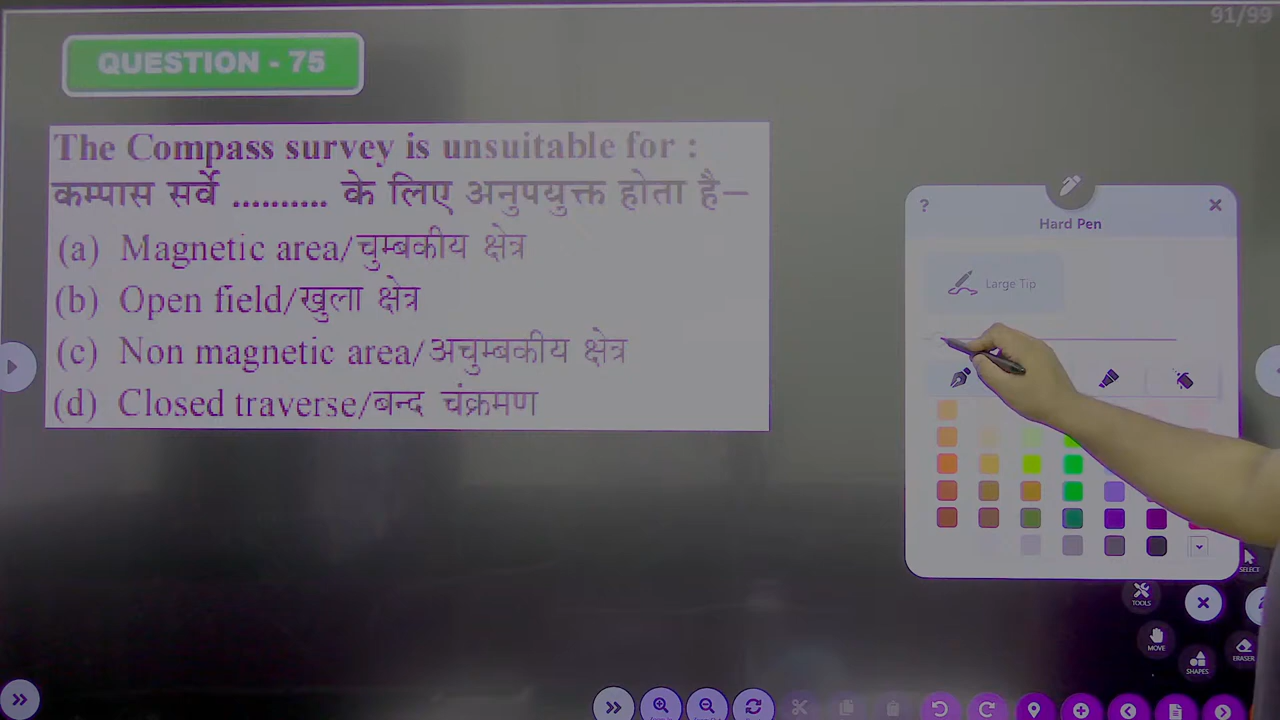 91/99
QUESTION - 75
The Compass survey is unsuitable for :
कम्पास सर्वे .......... के लिए अनुपयुक्त होता है–
(a) Magnetic area/चुम्बकीय क्षेत्र
(b) Open field/खुला क्षेत्र
(c) Non magnetic area/अचुम्बकीय क्षेत्र
(d) Closed traverse/बन्द चंक्रमण
?
Hard Pen
Large Tip
SELECT
TOOLS
MOVE
ERASER
SHAPES